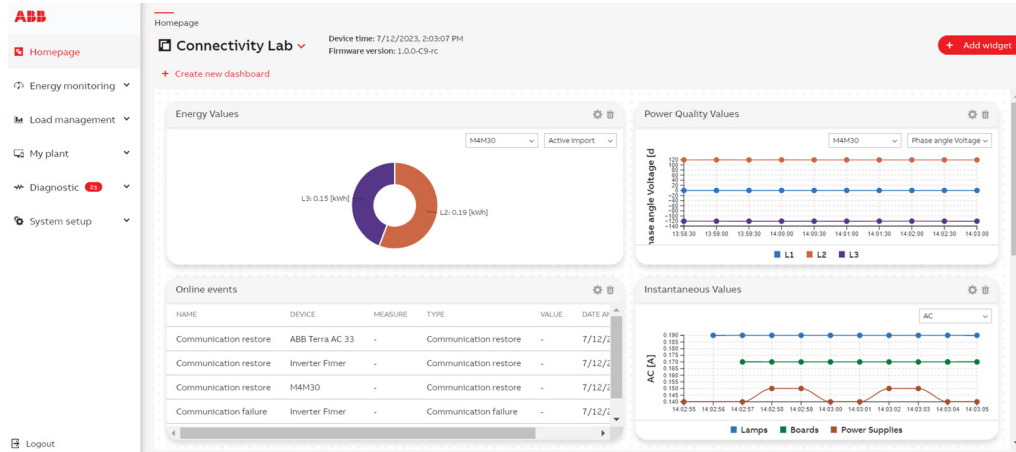 ABB
Homepage
Energy monitoring
Load management
My plant
Diagnostic 23
System setup
Logout
Homepage
Connectivity Lab
Device time: 7/12/2023, 2:03:07 PM
Firmware version: 1.0.0-C9-rc
+ Add widget
+ Create new dashboard
Energy Values
M4M30
Active Import
L3: 0.15 [kWh]
L2: 0.19 [kWh]
Power Quality Values
M4M30
Phase angle Voltage
hase angle Voltage [d
120
100
80
60
40
20
0
-20
-40
-60
-80
-100
-120
-140
13:58:30 13:59:00 13:59:30 14:00:00 14:00:30 14:01:00 14:01:30 14:02:00 14:02:30 14:03:00
L1 L2 L3
Online events
NAME DEVICE MEASURE TYPE VALUE DATE AN
Communication restore ABB Terra AC 33 - Communication restore - 7/12/2
Communication restore Inverter Fimer - Communication restore - 7/12/2
Communication restore M4M30 - Communication restore - 7/12/2
Communication failure Inverter Fimer - Communication failure - 7/12/2
Instantaneous Values
AC
AC [A]
0.190
0.185
0.180
0.175
0.170
0.165
0.160
0.155
0.150
0.145
0.140
14:02:55 14:02:56 14:02:57 14:02:58 14:02:59 14:03:00 14:03:01 14:03:02 14:03:03 14:03:04 14:03:05
Lamps Boards Power Supplies